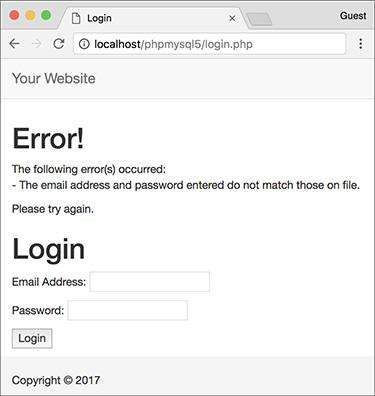 Login
Guest
localhost/phpmysql5/login.php
Your Website
Error!
The following error(s) occurred:
- The email address and password entered do not match those on file.
Please try again.
Login
Email Address:
Password:
Login
Copyright © 2017